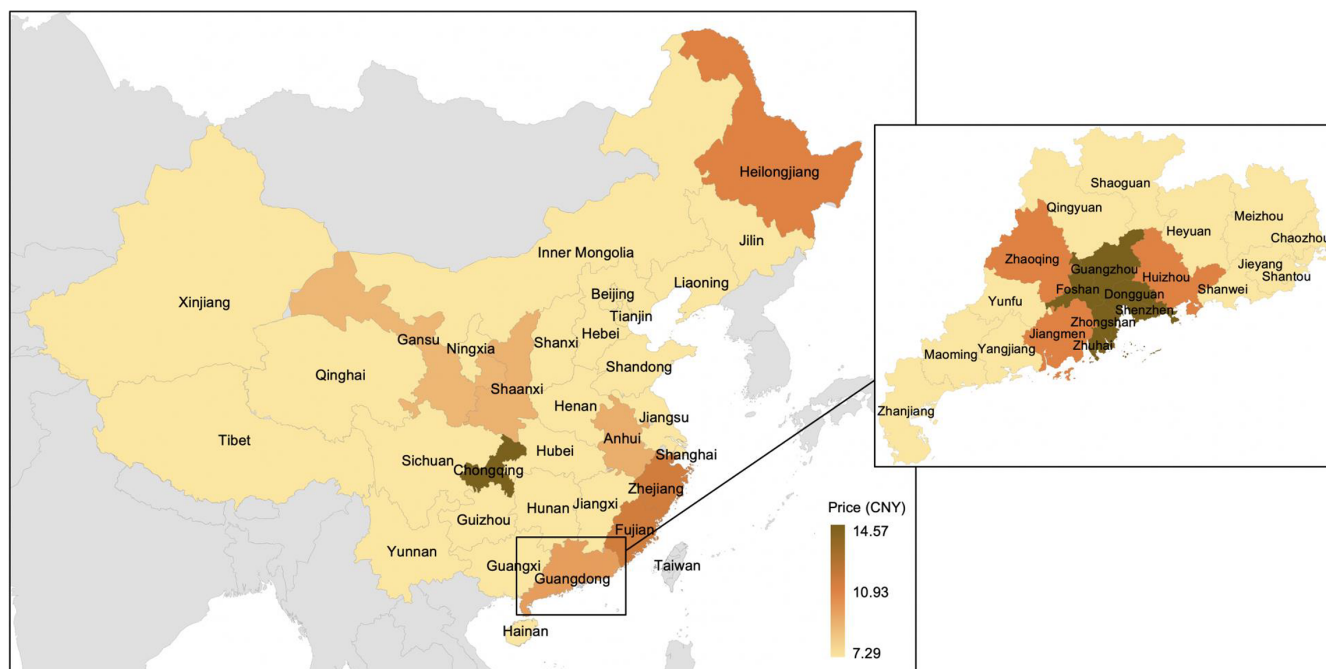 Heilongjiang
Jilin
Inner Mongolia
Liaoning
Xinjiang
Beijing
Tianjin
Hebei
Gansu
Ningxia
Shanxi
Shandong
Qinghai
Shaanxi
Henan
Jiangsu
Tibet
Anhui
Sichuan
Hubei
Shanghai
Chongqing
Zhejiang
Hunan
Jiangxi
Guizhou
Fujian
Yunnan
Guangxi
Guangdong
Taiwan
Hainan
Price (CNY)
14.57
10.93
7.29
Shaoguan
Qingyuan
Meizhou
Heyuan
Chaozhou
Zhaoqing
Guangzhou
Huizhou
Jieyang
Shantou
Foshan
Dongguan
Shanwei
Yunfu
Shenzhen
Zhongshan
Jiangmen
Zhuhai
Yangjiang
Maoming
Zhanjiang